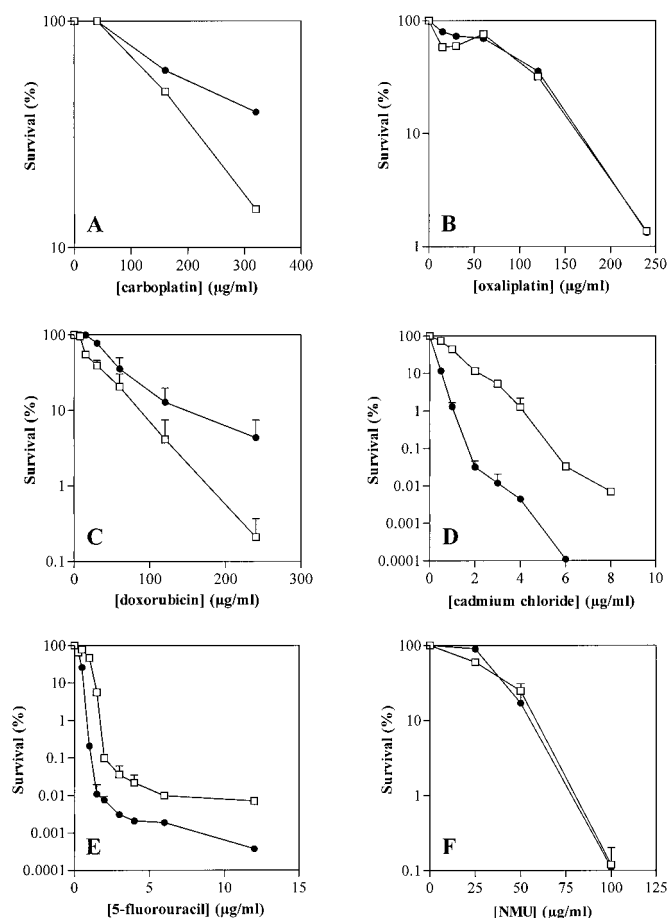 100
10
Survival (%)
A
0 100 200 300 400
[carboplatin] (µg/ml)
100
10
1
Survival (%)
B
0 50 100 150 200 250
[oxaliplatin] (µg/ml)
100
10
1
0.1
Survival (%)
C
0 100 200 300
[doxorubicin] (µg/ml)
100
10
1
0.1
0.01
0.001
0.0001
Survival (%)
D
0 2 4 6 8 10
[cadmium chloride] (µg/ml)
100
10
1
0.1
0.01
0.001
0.0001
Survival (%)
E
0 5 10 15
[5-fluorouracil] (µg/ml)
100
10
1
0.1
Survival (%)
F
0 25 50 75 100 125
[NMU] (µg/ml)